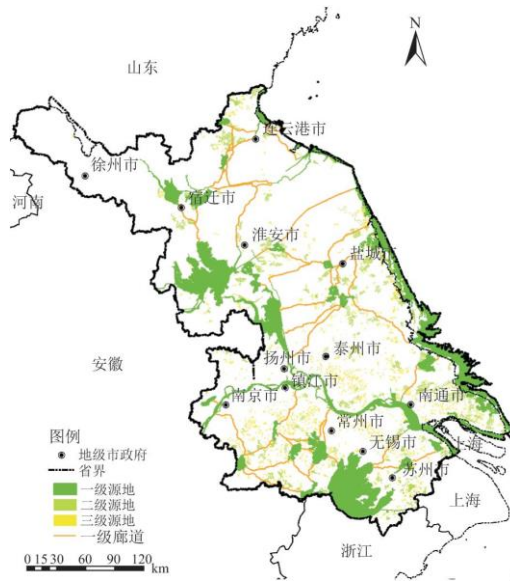 N
山东
连云港市
徐州市
河南
宿迁市
淮安市
盐城市
安徽
扬州市
泰州市
镇江市
南京市
南通市
常州市
无锡市
上海
苏州市
上海
浙江
图例
地级市政府
省界
一级源地
二级源地
三级源地
一级廊道
0 15 30 60 90 120
km